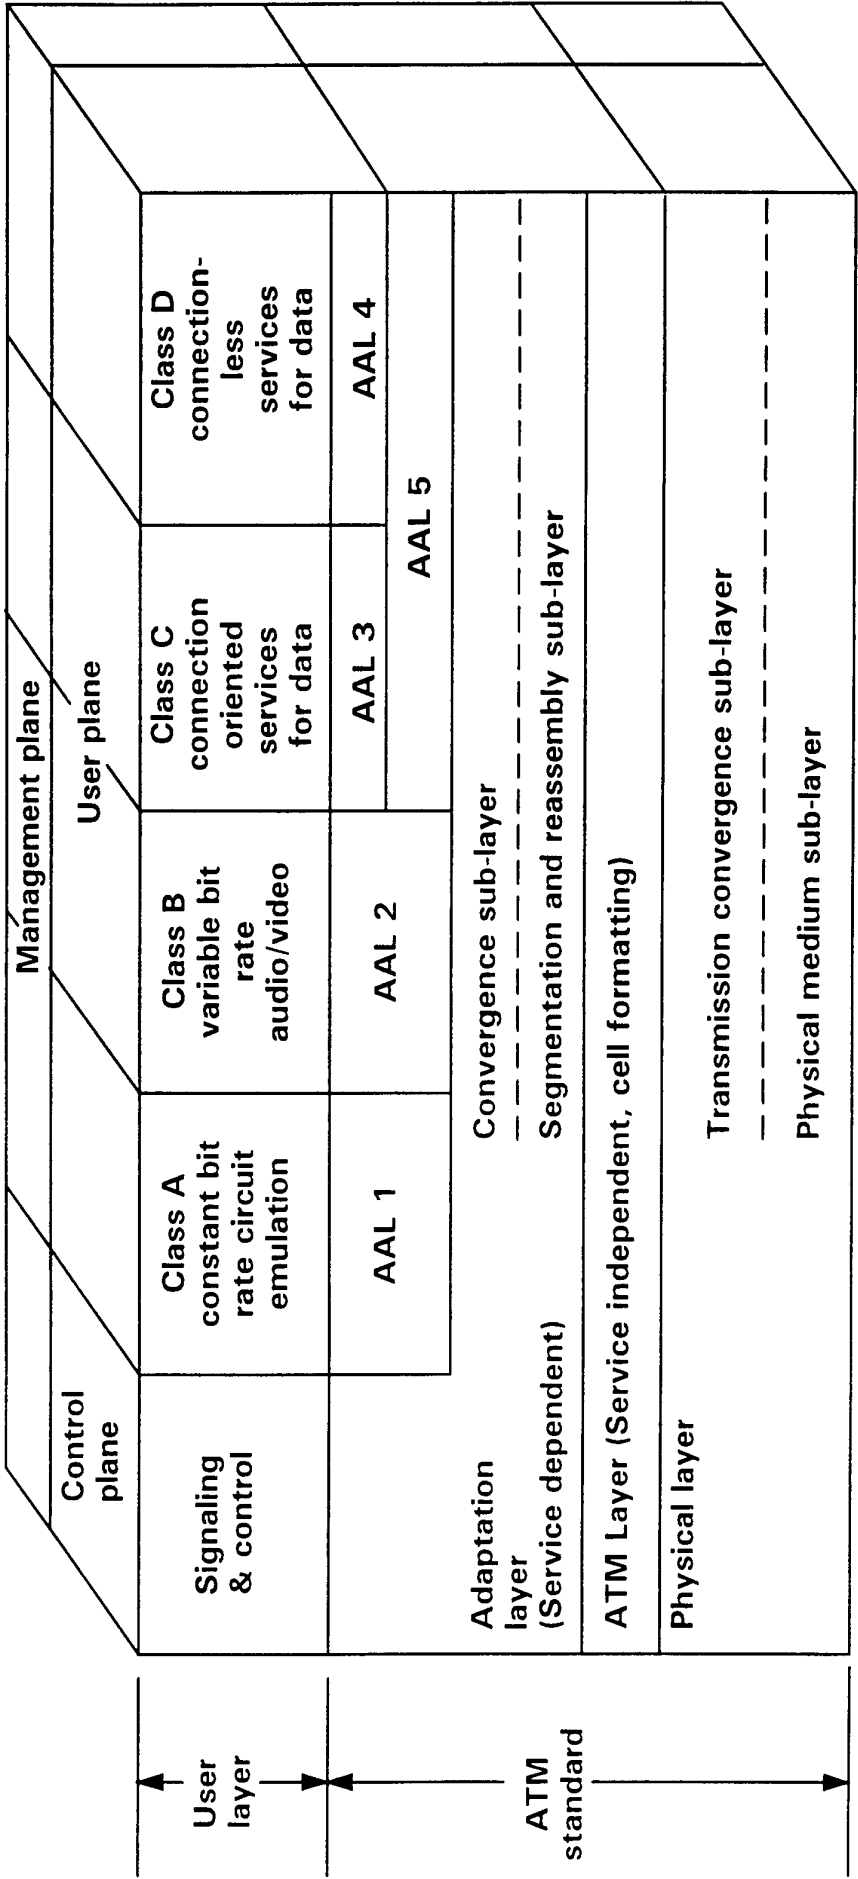 Management plane
User plane
Control
plane
User
layer
Signaling
& control
Class A
constant bit
rate circuit
emulation
Class B
variable bit
rate
audio/video
Class C
connection
oriented
services
for data
Class D
connection-
less
services
for data
AAL 1
AAL 2
AAL 3
AAL 4
AAL 5
ATM
standard
Adaptation
layer
(Service dependent)
Convergence sub-layer
Segmentation and reassembly sub-layer
ATM Layer (Service independent, cell formatting)
Physical layer
Transmission convergence sub-layer
Physical medium sub-layer